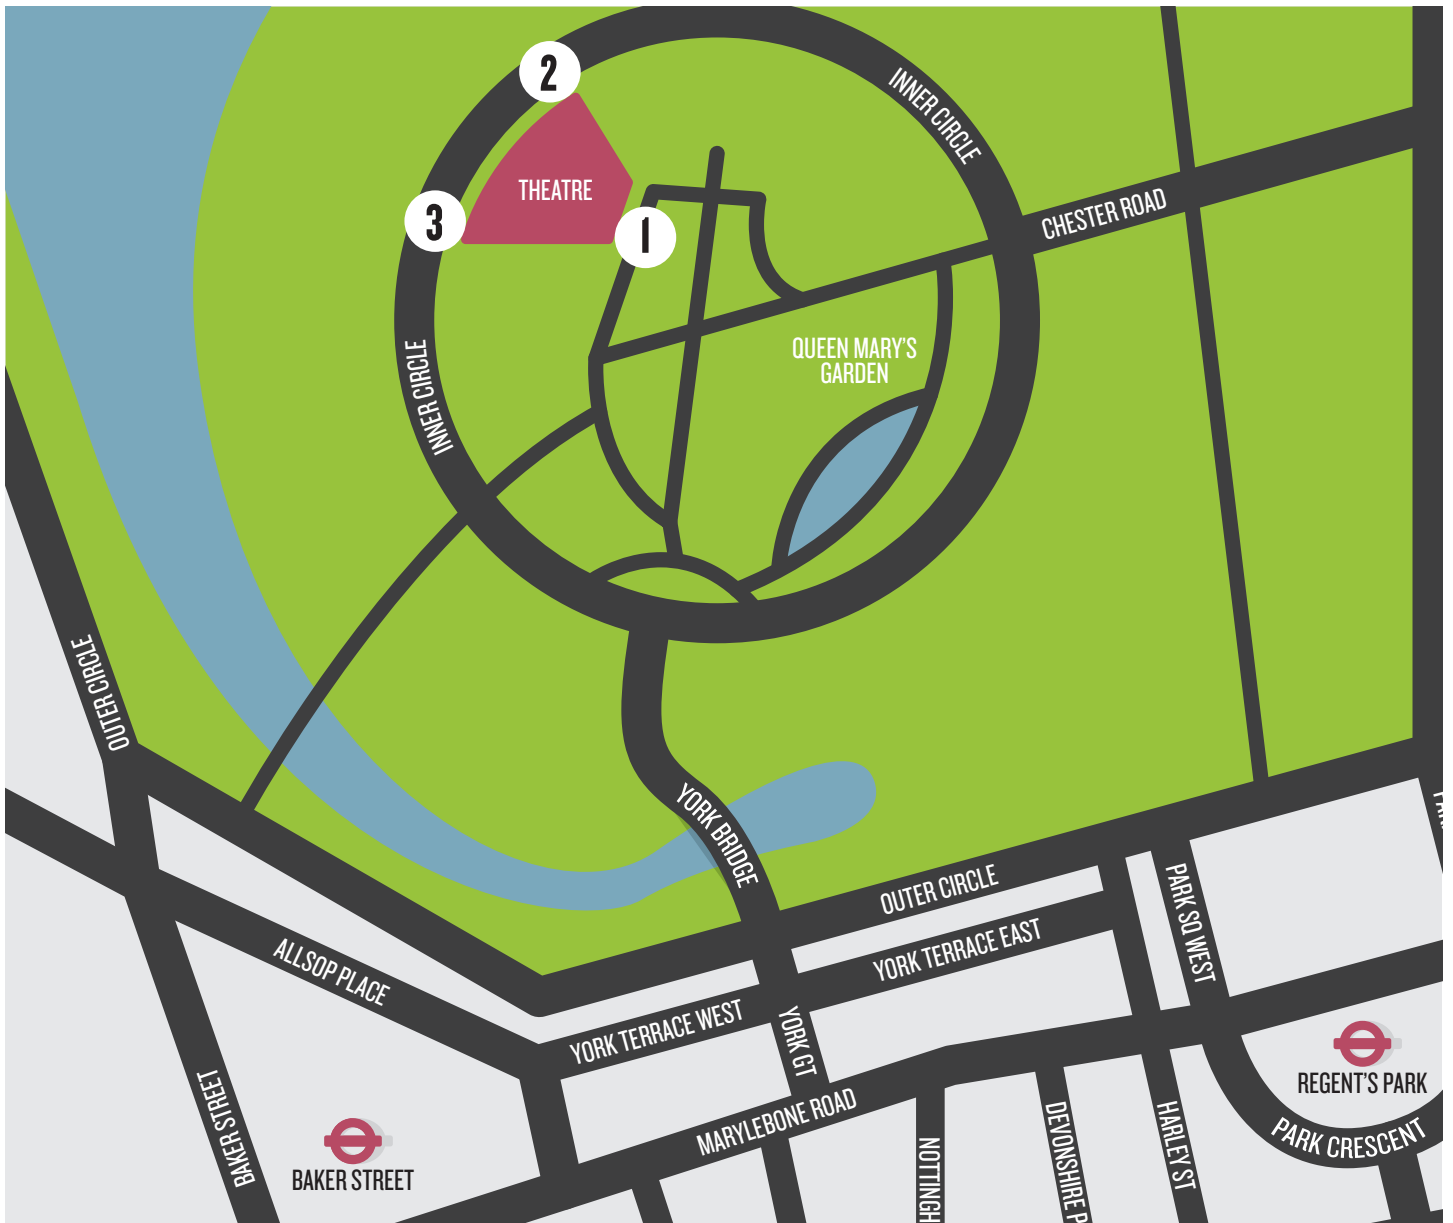 2
INNER CIRCLE
THEATRE
3
1
CHESTER ROAD
QUEEN MARY'S
GARDEN
INNER CIRCLE
OUTER CIRCLE
YORK BRIDGE
OUTER CIRCLE
PARK SQ WEST
YORK TERRACE EAST
ALLSOP PLACE
YORK TERRACE WEST
YORK GT
REGENT'S PARK
BAKER STREET
MARYLEBONE ROAD
DEVONSHIRE P
HARLEY ST
PARK CRESCENT
NOTTINGH
BAKER STREET